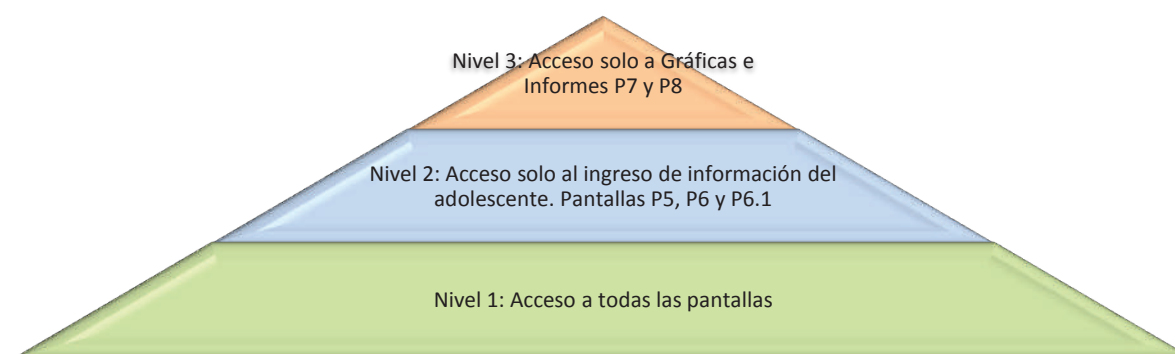 Nivel 3: Acceso solo a Gráficas e
Informes P7 y P8
Nivel 2: Acceso solo al ingreso de información del
adolescente. Pantallas P5, P6 y P6.1
Nivel 1: Acceso a todas las pantallas